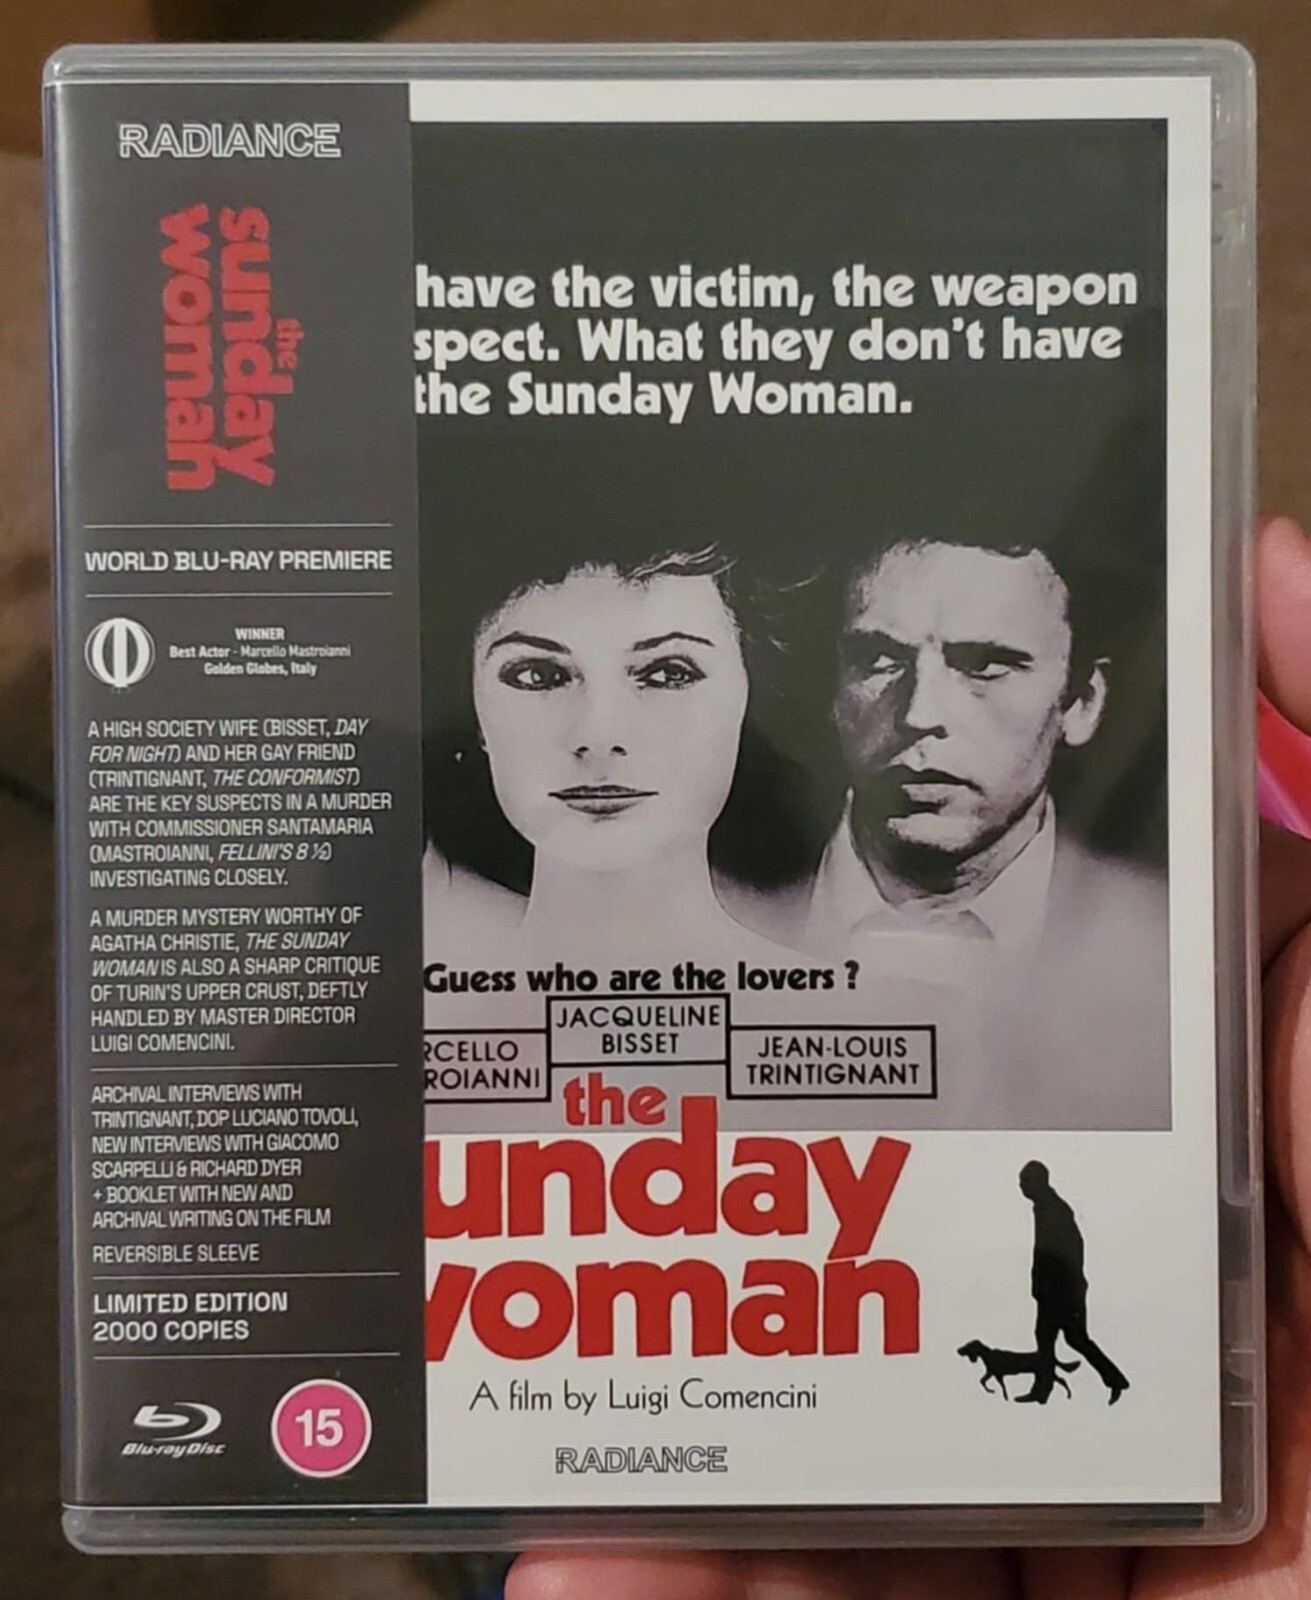 RADIANCE
the
sunday
woman
WORLD BLU-RAY PREMIERE
WINNER
Best Actor - Marcello Mastroianni
Golden Globes, Italy
A HIGH SOCIETY WIFE (BISSET, DAY
FOR NIGHT) AND HER GAY FRIEND
(TRINTIGNANT, THE CONFORMIST)
ARE THE KEY SUSPECTS IN A MURDER
WITH COMMISSIONER SANTAMARIA
(MASTROIANNI, FELLINI'S 8 ½)
INVESTIGATING CLOSELY.
A MURDER MYSTERY WORTHY OF
AGATHA CHRISTIE, THE SUNDAY
WOMAN IS ALSO A SHARP CRITIQUE
OF TURIN'S UPPER CRUST, DEFTLY
HANDLED BY MASTER DIRECTOR
LUIGI COMENCINI.
ARCHIVAL INTERVIEWS WITH
TRINTIGNANT, DOP LUCIANO TOVOLI,
NEW INTERVIEWS WITH GIACOMO
SCARPELLI & RICHARD DYER
+ BOOKLET WITH NEW AND
ARCHIVAL WRITING ON THE FILM
REVERSIBLE SLEEVE
LIMITED EDITION
2000 COPIES
Blu-ray Disc
15
have the victim, the weapon
spect. What they don't have
the Sunday Woman.
Guess who are the lovers ?
RCELLO
ROIANNI
JACQUELINE
BISSET
JEAN-LOUIS
TRINTIGNANT
the
unday
woman
A film by Luigi Comencini
RADIANCE